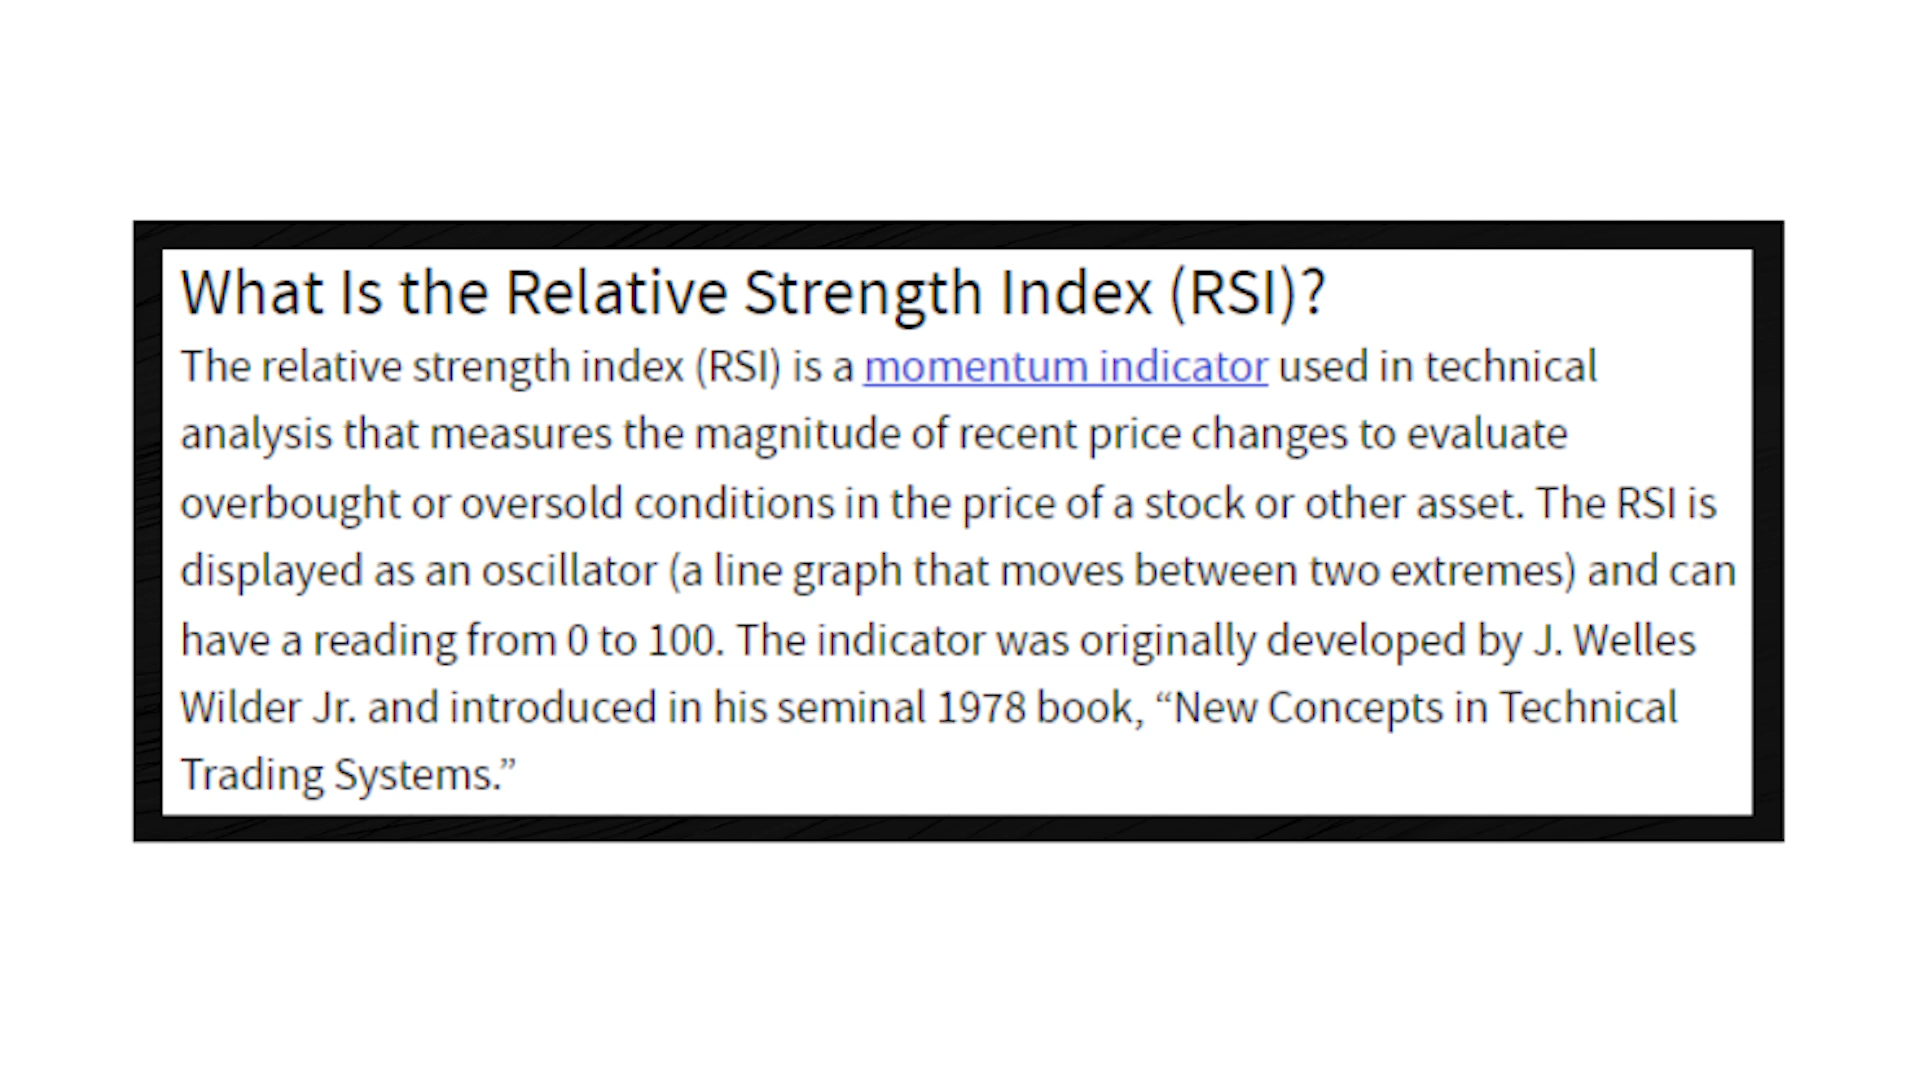 What Is the Relative Strength Index (RSI)?
The relative strength index (RSI) is a momentum indicator used in technical
analysis that measures the magnitude of recent price changes to evaluate
overbought or oversold conditions in the price of a stock or other asset. The RSI is
displayed as an oscillator (a line graph that moves between two extremes) and can
have a reading from 0 to 100. The indicator was originally developed by J. Welles
Wilder Jr. and introduced in his seminal 1978 book, “New Concepts in Technical
Trading Systems.”